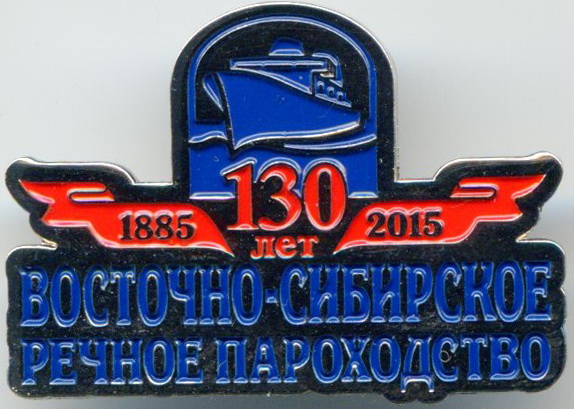 130
1885 2015
лет
ВОСТОЧНО-СИБИРСКОЕ
РЕЧНОЕ ПАРОХОДСТВО